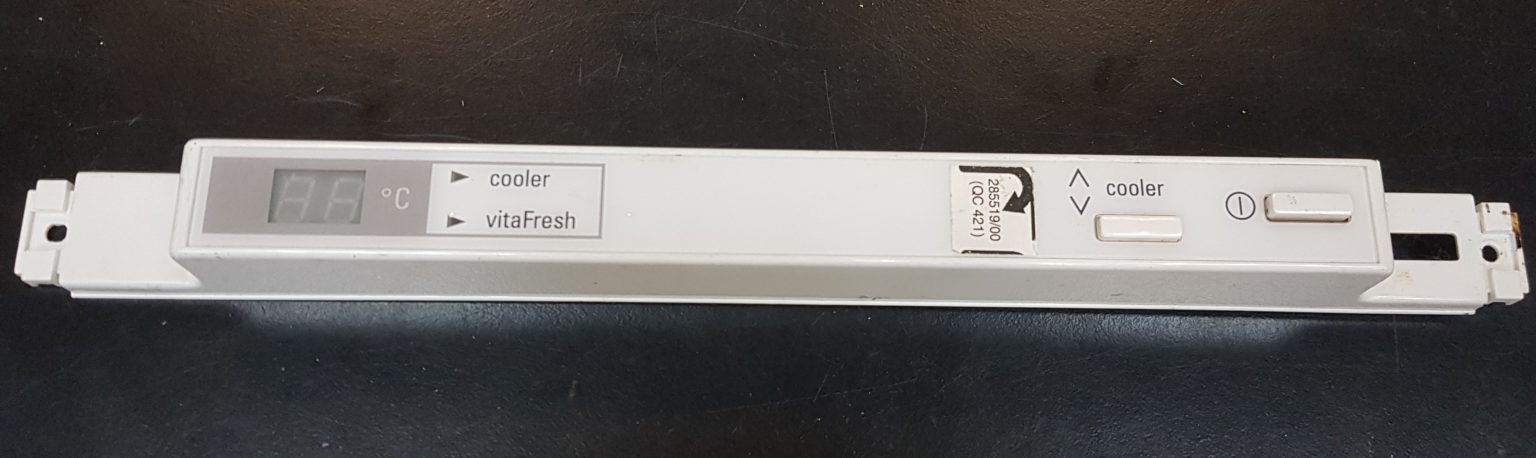 °C
cooler
vitaFresh
285519/00
(QC 421)
cooler